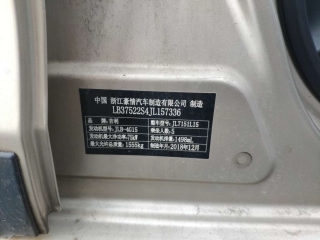 中国 浙江豪情汽车制造有限公司 制造
LB37522S4JL157336
品牌:吉利 整车型号:JL7151L15
发动机型号:JLB-4G15 乘坐人数:5
发动机最大净功率:75kW 发动机排量:1498mL
最大允许总质量:1555kg 制造年月:2018年12月